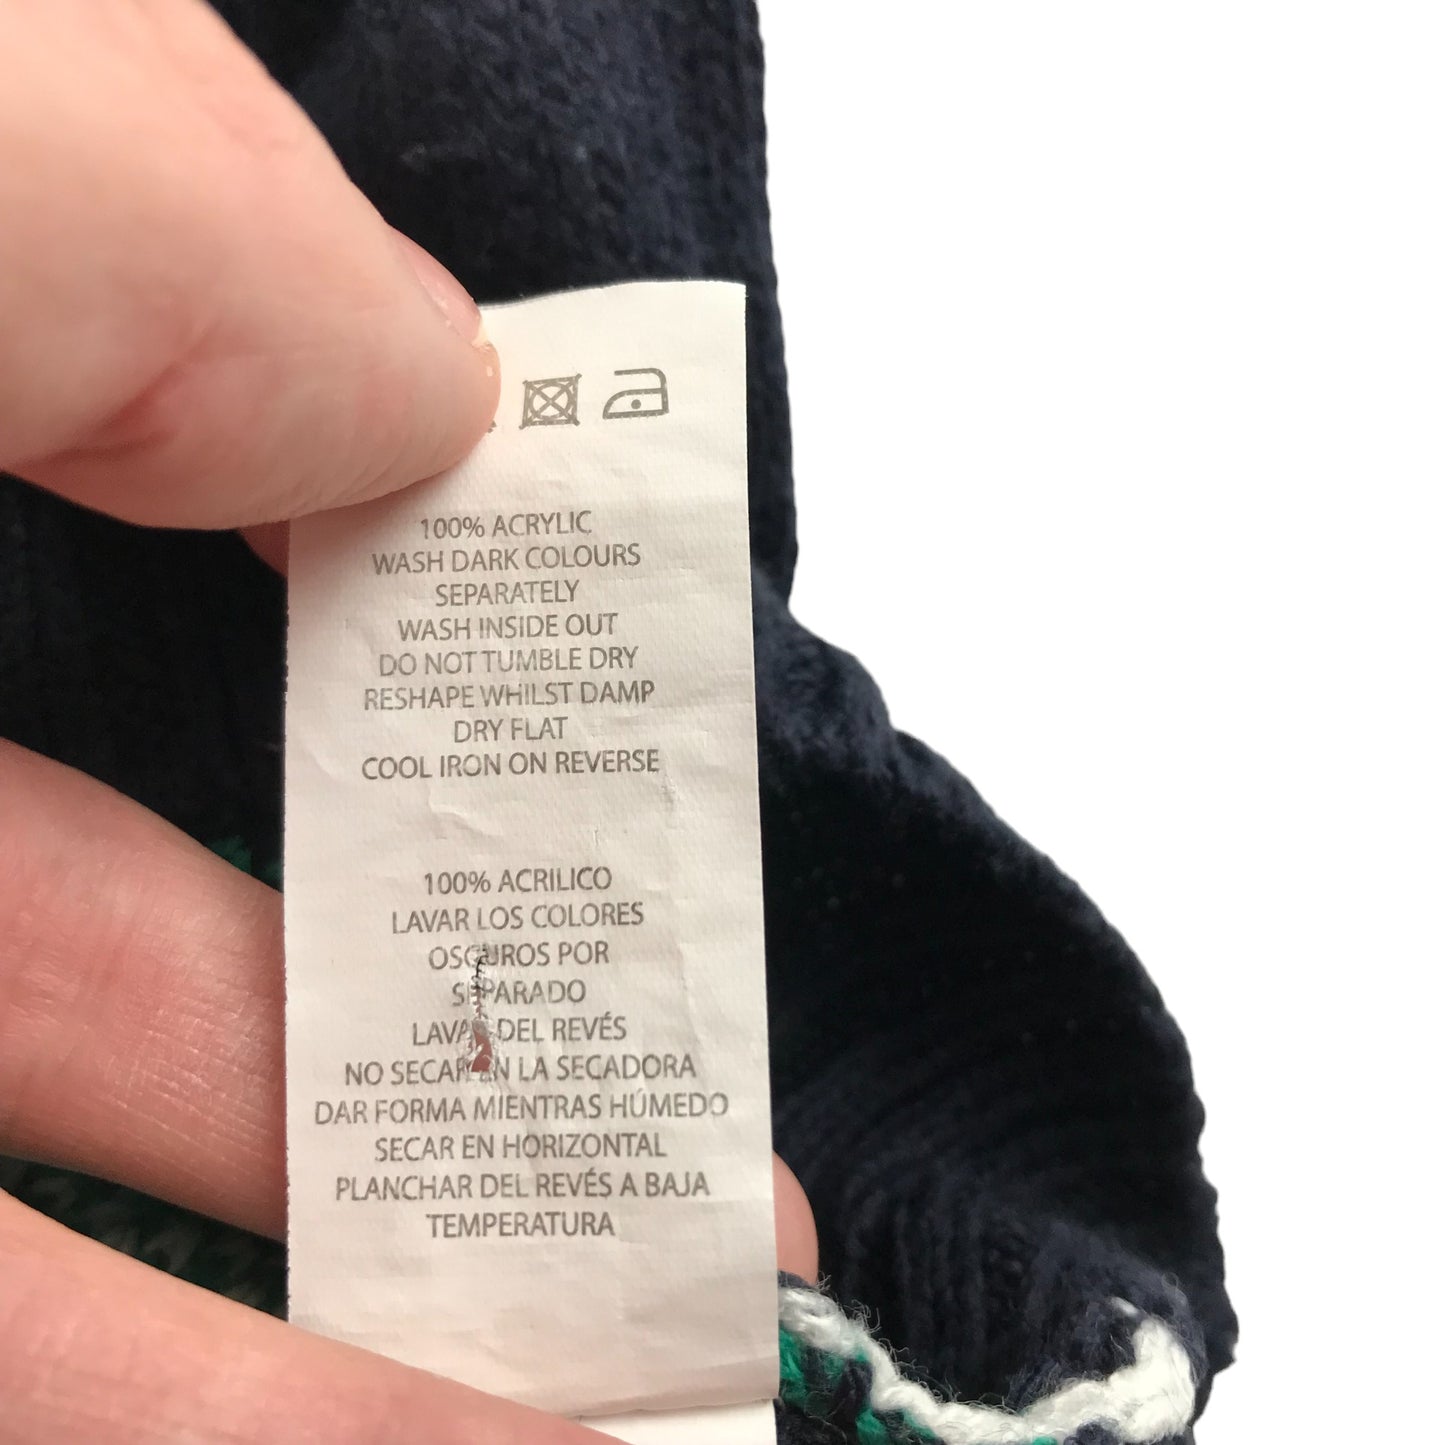 100% ACRYLIC
WASH DARK COLOURS
SEPARATELY
WASH INSIDE OUT
DO NOT TUMBLE DRY
RESHAPE WHILST DAMP
DRY FLAT
COOL IRON ON REVERSE
100% ACRILICO
LAVAR LOS COLORES
OSCUROS POR
SEPARADO
LAVAR DEL REVÉS
NO SECAR EN LA SECADORA
DAR FORMA MIENTRAS HÚMEDO
SECAR EN HORIZONTAL
PLANCHAR DEL REVÉS A BAJA
TEMPERATURA